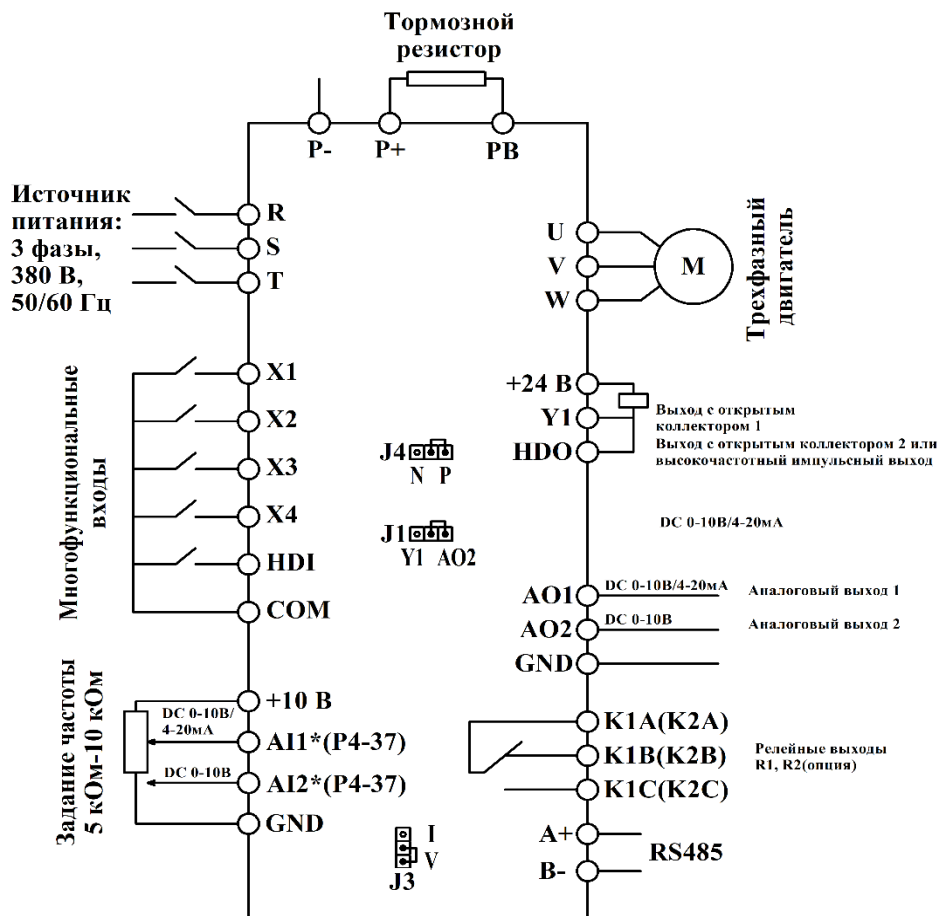 Тормозной
резистор
P-
P+
PB
Источник
питания:
3 фазы,
380 В,
50/60 Гц
R
S
T
U
V
W
M
Трехфазный
двигатель
Многофункциональные
входы
X1
X2
X3
X4
HDI
COM
+24 В
Y1
HDO
Выход с открытым
коллектором 1
Выход с открытым коллектором 2 или
высокочастотный импульсный выход
J4
N P
J1
Y1 AO2
DC 0-10В/4-20мА
AO1
DC 0-10В/4-20мА
Аналоговый выход 1
AO2
DC 0-10В
Аналоговый выход 2
GND
Задание частоты
5 кОм-10 кОм
+10 В
DC 0-10В/
4-20мА
AI1*(P4-37)
DC 0-10В
AI2*(P4-37)
GND
I
V
J3
K1A(K2A)
K1B(K2B)
K1C(K2C)
Релейные выходы
R1, R2(опция)
A+
B-
RS485